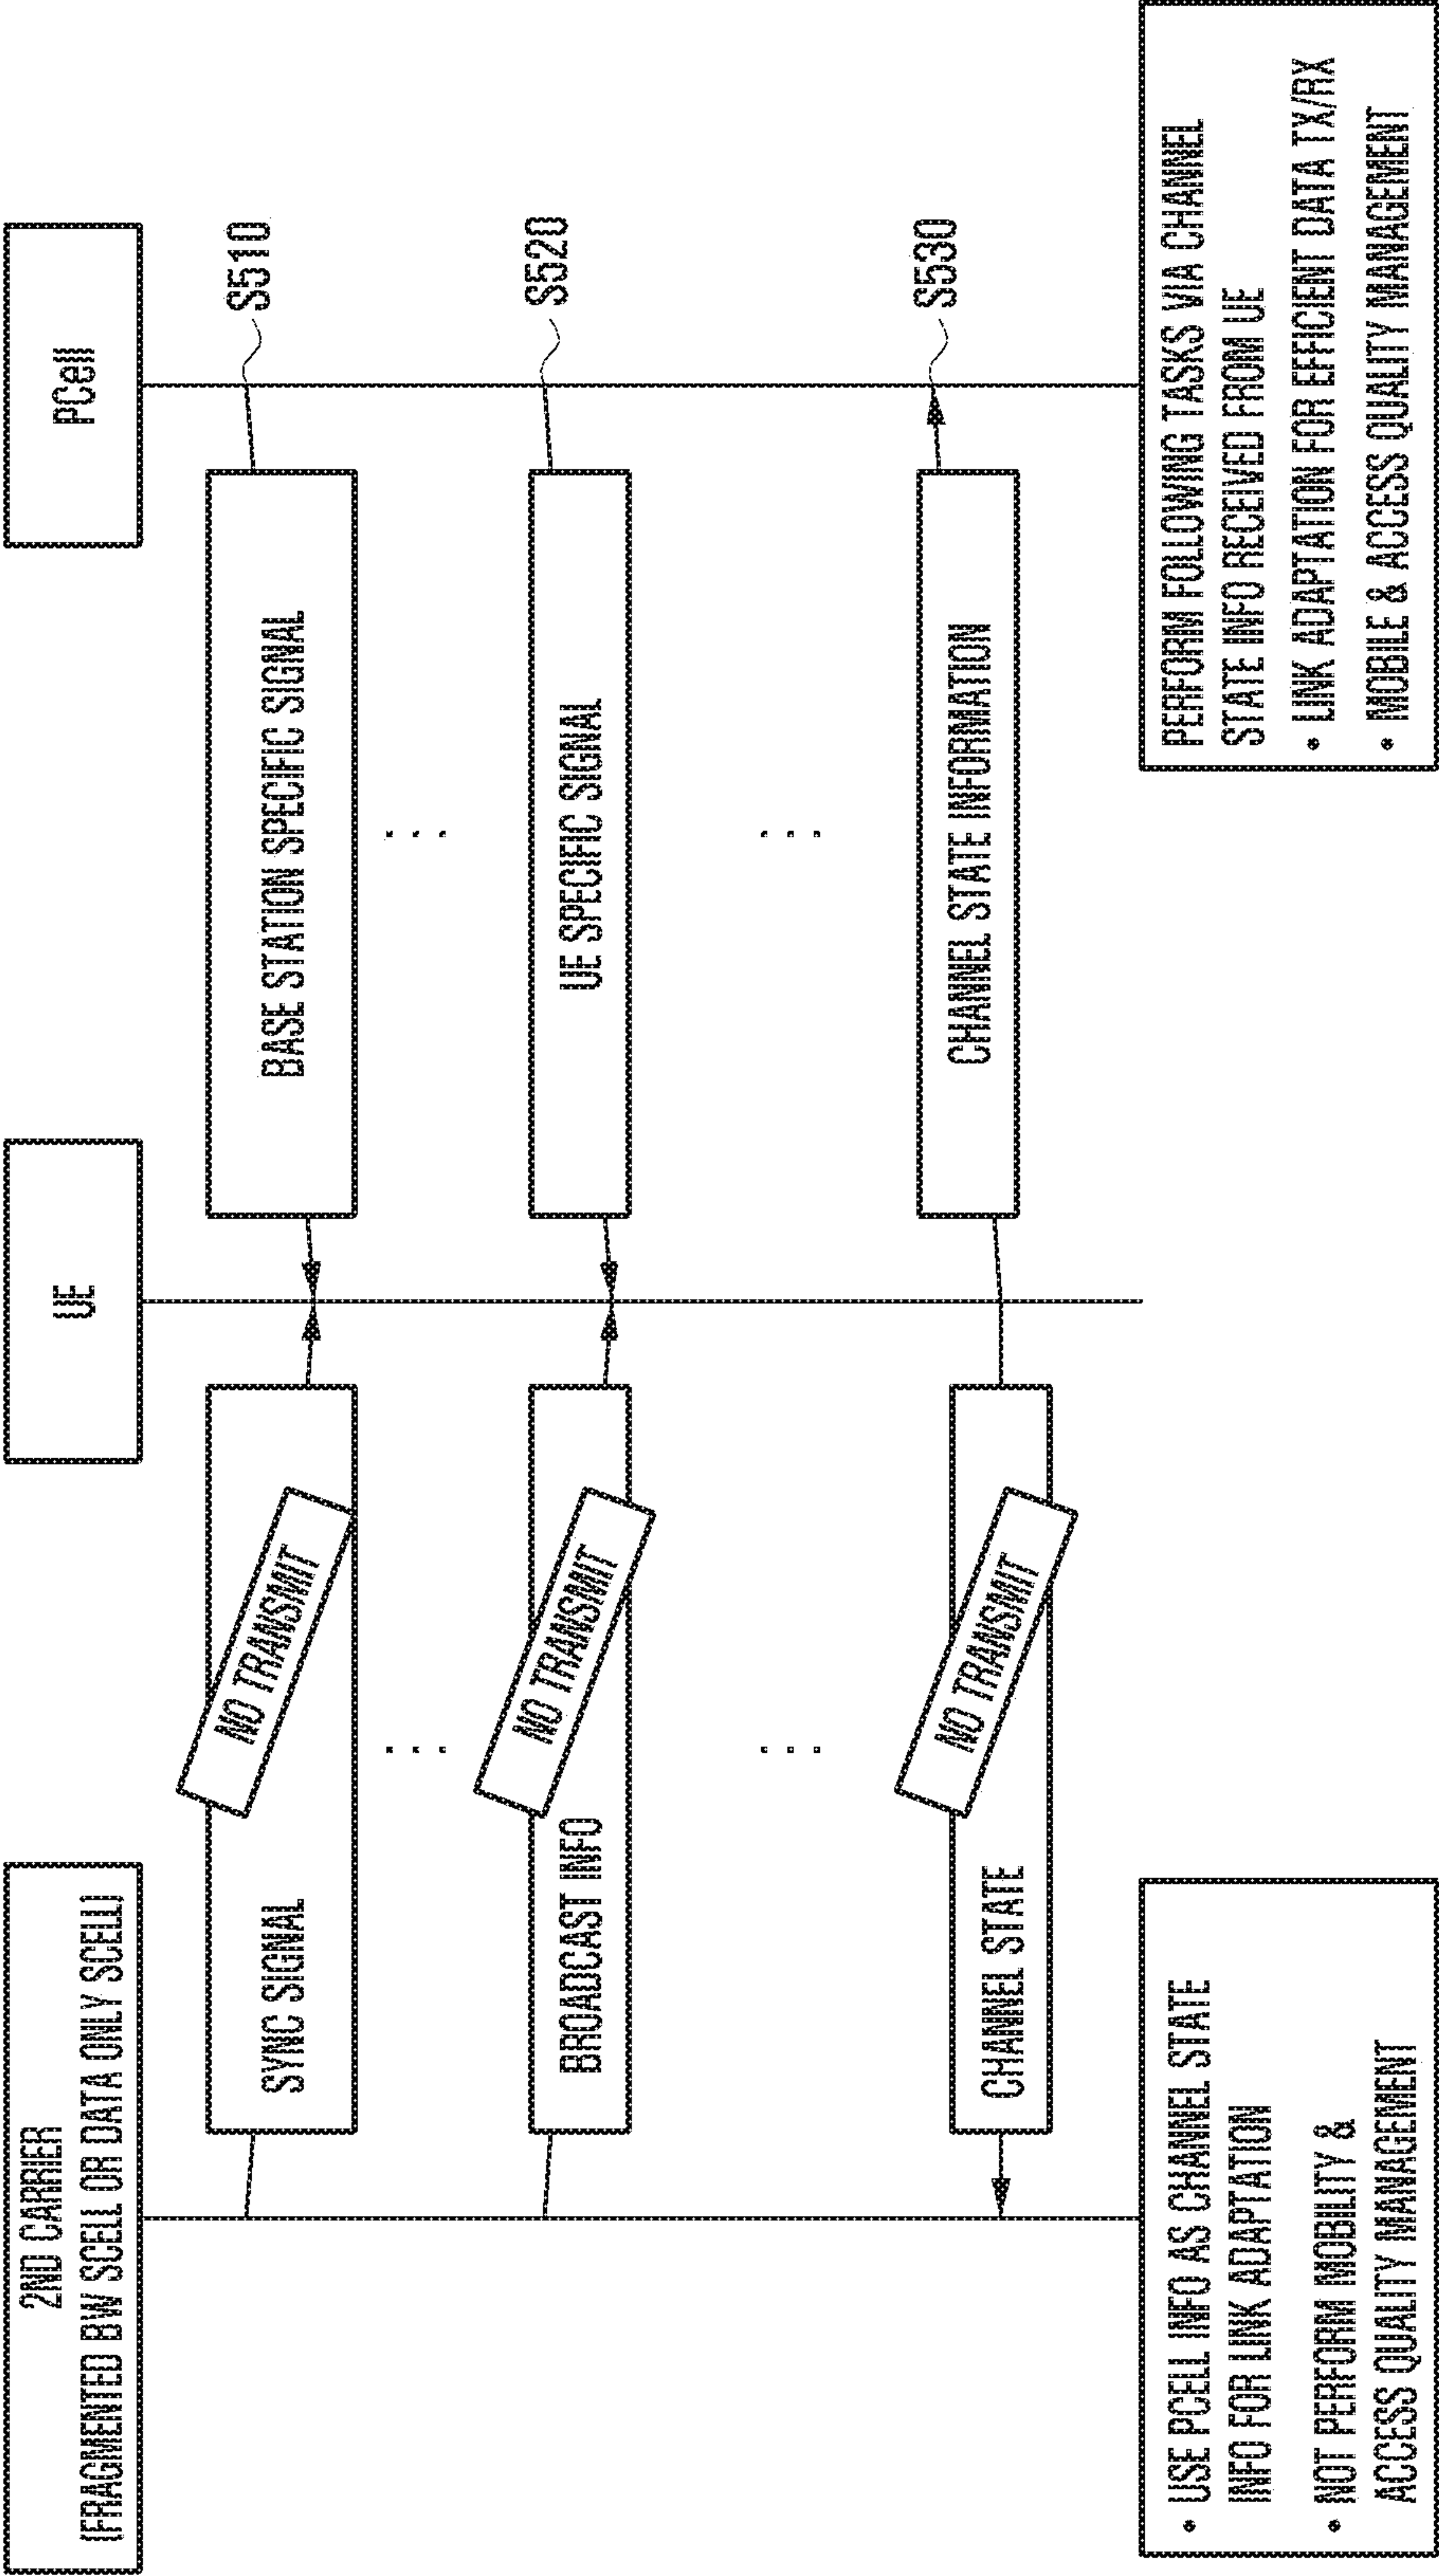 2ND CARRIER
(FRAGMENTED BW SCELL OR DATA ONLY SCELL)
UE
PCell
SYNC SIGNAL
NO TRANSMIT
BASE STATION SPECIFIC SIGNAL
S510
...
...
BROADCAST INFO
NO TRANSMIT
UE SPECIFIC SIGNAL
S520
...
...
CHANNEL STATE
NO TRANSMIT
CHANNEL STATE INFORMATION
S530
• USE PCELL INFO AS CHANNEL STATE
INFO FOR LINK ADAPTATION
• NOT PERFORM MOBILITY &
ACCESS QUALITY MANAGEMENT
PERFORM FOLLOWING TASKS VIA CHANNEL
STATE INFO RECEIVED FROM UE
• LINK ADAPTATION FOR EFFICIENT DATA TX/RX
• MOBILE & ACCESS QUALITY MANAGEMENT